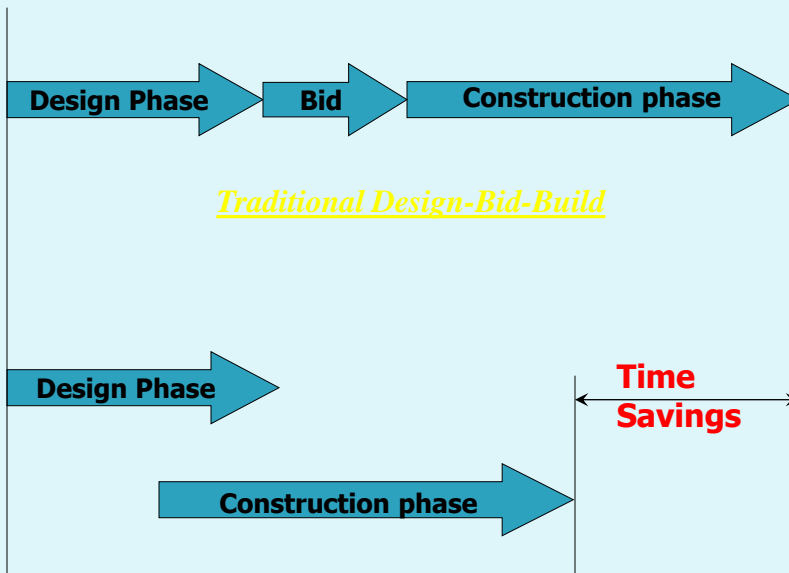 Design Phase
Bid
Construction phase
Traditional Design-Bid-Build
Design Phase
Time
Savings
Construction phase